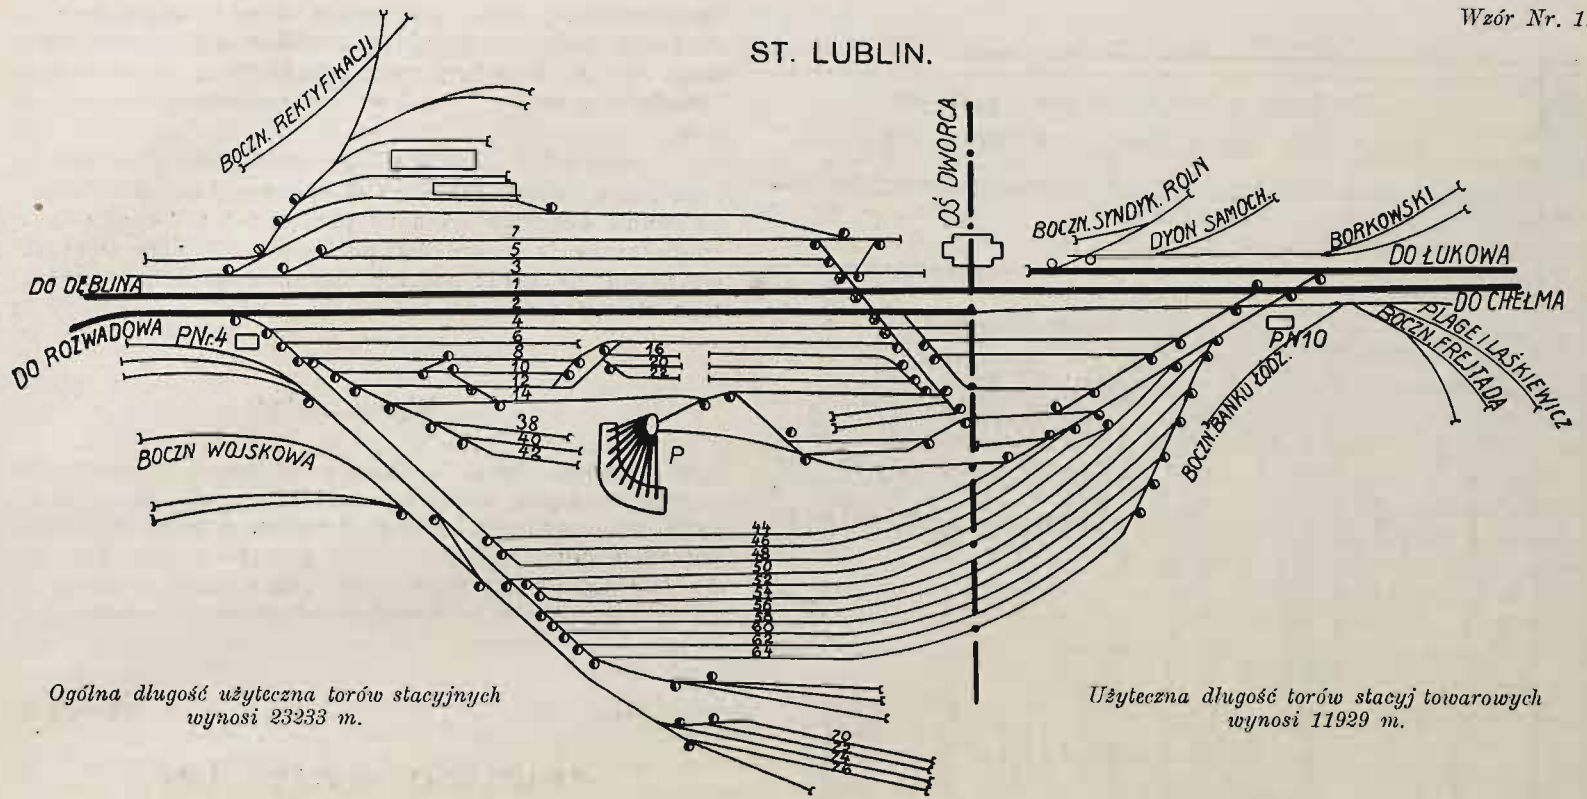 Wzór Nr. 1.
ST. LUBLIN.
BOCZN. REKTYFIKACJI
OŚ DWORCA
BOCZN. SYNDYK. ROLN
DYON SAMOCH.
BORKOWSKI
DO ŁUKOWA
DO DĘBLINA
DO CHEŁMA
DO ROZWADOWA
PNr.4
PN10
PLAGE I LAŚKIEWICZ
BOCZN. FREJTAGA
BOCZN. BANKU ŁÓDZ.
7
5
3
1
2
4
6
8
10
12
14
16
20
22
38
40
42
P
BOCZN WOJSKOWA
44
46
48
50
52
54
56
58
60
62
64
20
22
24
26
Ogólna długość użyteczna torów stacyjnych
wynosi 23233 m.
Użyteczna długość torów stacyj towarowych
wynosi 11929 m.